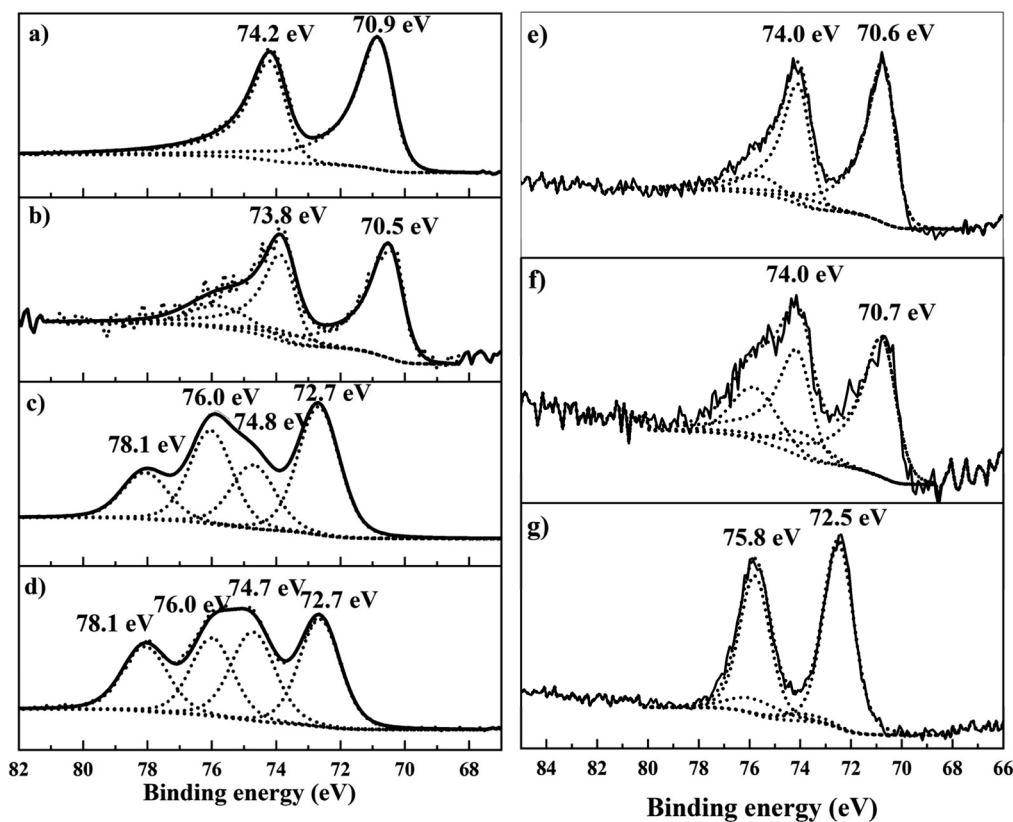 a)
74.2 eV
70.9 eV
b)
73.8 eV
70.5 eV
c)
78.1 eV
76.0 eV
74.8 eV
72.7 eV
d)
78.1 eV
76.0 eV
74.7 eV
72.7 eV
82 80 78 76 74 72 70 68
Binding energy (eV)
e)
74.0 eV
70.6 eV
f)
74.0 eV
70.7 eV
g)
75.8 eV
72.5 eV
84 82 80 78 76 74 72 70 68 66
Binding energy (eV)